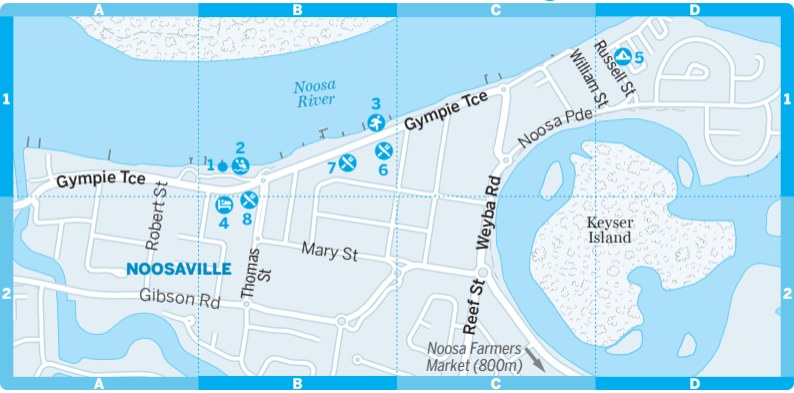 A
B
C
D
1
1
2
2
Noosa
River
3
Gympie Tce
William St
Russell St
5
Noosa Pde
1
2
7
6
Gympie Tce
Robert St
4
8
Weyba Rd
Keyser
Island
NOOSAVILLE
Thomas
St
Mary St
Gibson Rd
Reef St
Noosa Farmers
Market (800m)
A
B
C
D